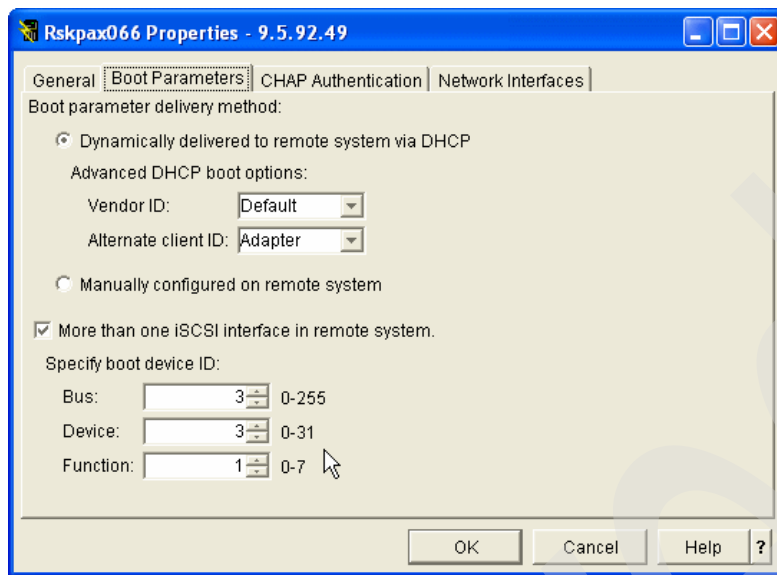 Rskpax066 Properties - 9.5.92.49
General Boot Parameters CHAP Authentication Network Interfaces
Boot parameter delivery method:
Dynamically delivered to remote system via DHCP
Advanced DHCP boot options:
Vendor ID: Default
Alternate client ID: Adapter
Manually configured on remote system
More than one iSCSI interface in remote system.
Specify boot device ID:
Bus: 3 0-255
Device: 3 0-31
Function: 1 0-7
OK Cancel Help ?